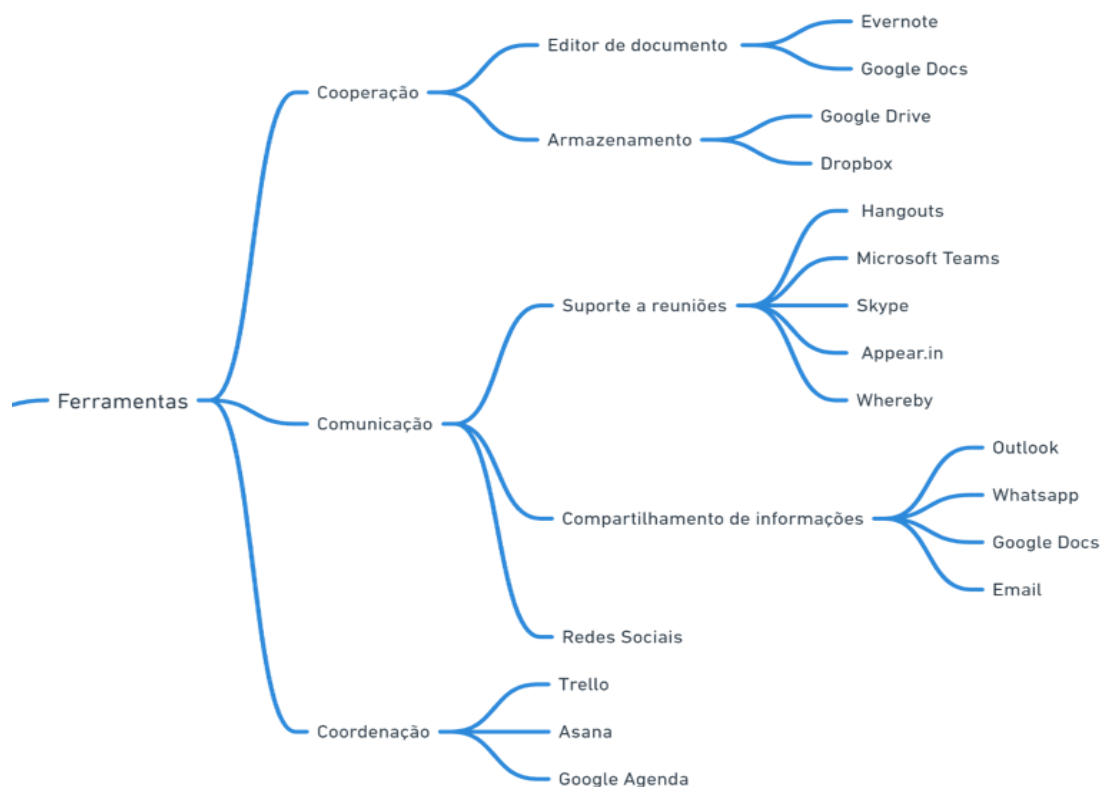 Ferramentas
Cooperação
Editor de documento
Evernote
Google Docs
Armazenamento
Google Drive
Dropbox
Comunicação
Suporte a reuniões
Hangouts
Microsoft Teams
Skype
Appear.in
Whereby
Compartilhamento de informações
Outlook
Whatsapp
Google Docs
Email
Redes Sociais
Coordenação
Trello
Asana
Google Agenda